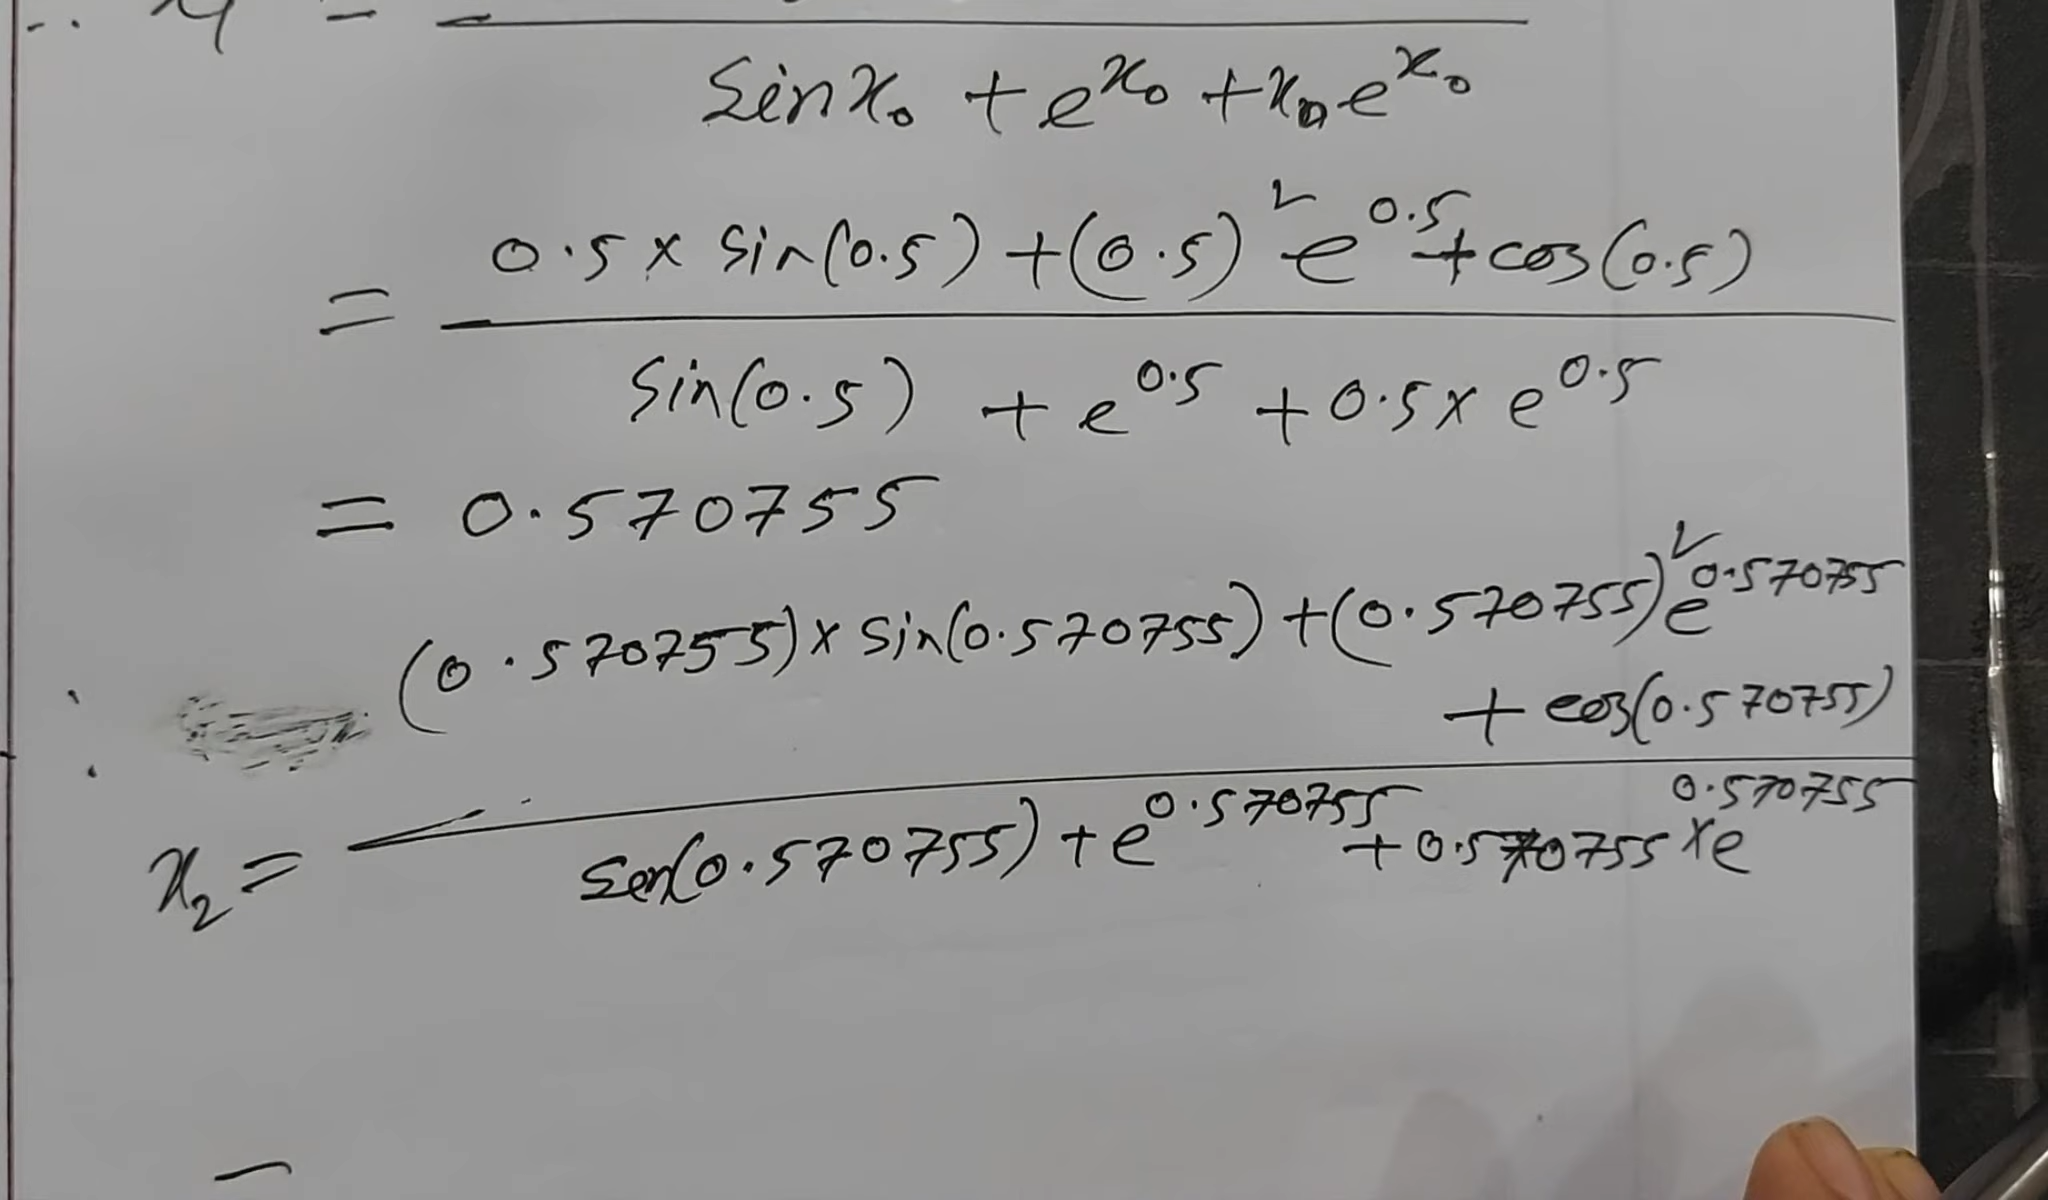 sin x₀ + e^x₀ + x₀e^x₀
= 0.5 × sin(0.5) + (0.5)² e^0.5 + cos(0.5)
sin(0.5) + e^0.5 + 0.5 × e^0.5
= 0.570755
(0.570755) × sin(0.570755) + (0.570755)² e^0.570755
+ cos(0.570755)
x₂ =
sin(0.570755) + e^0.570755 + 0.570755 × e^0.570755